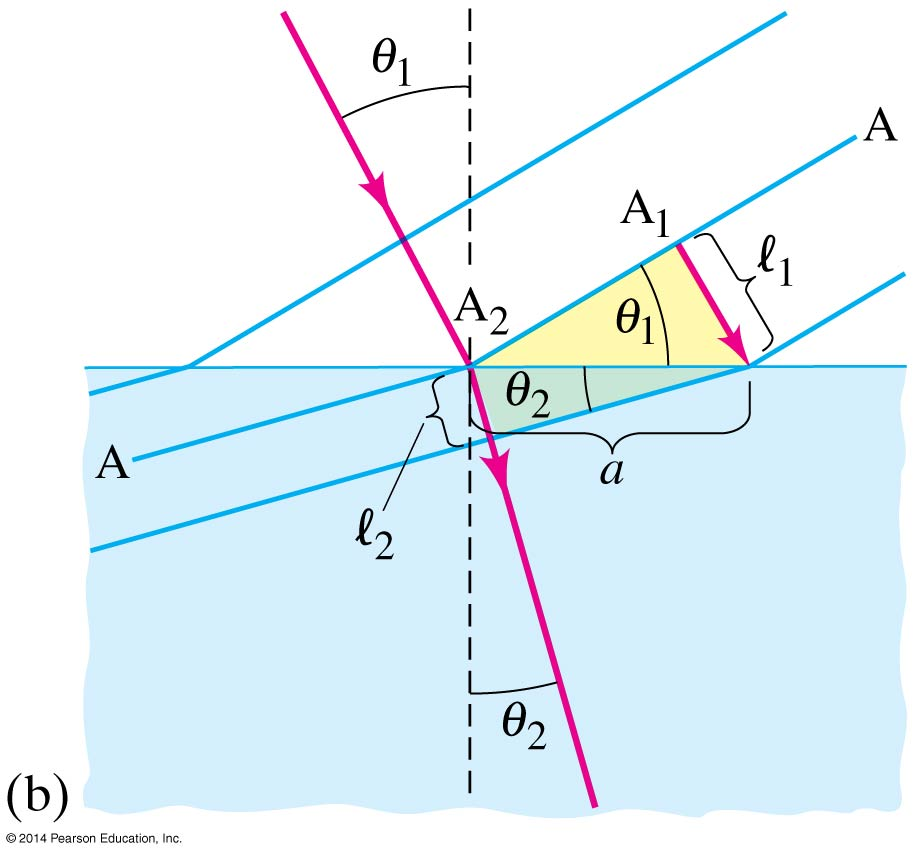 θ₁
A
A₁
ℓ₁
A₂
θ₁
θ₂
a
A
ℓ₂
θ₂
(b)
© 2014 Pearson Education, Inc.